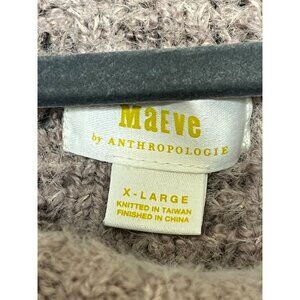 MaEVe
by ANTHROPOLOGIE
X-LARGE
KNITTED IN TAIWAN
FINISHED IN CHINA